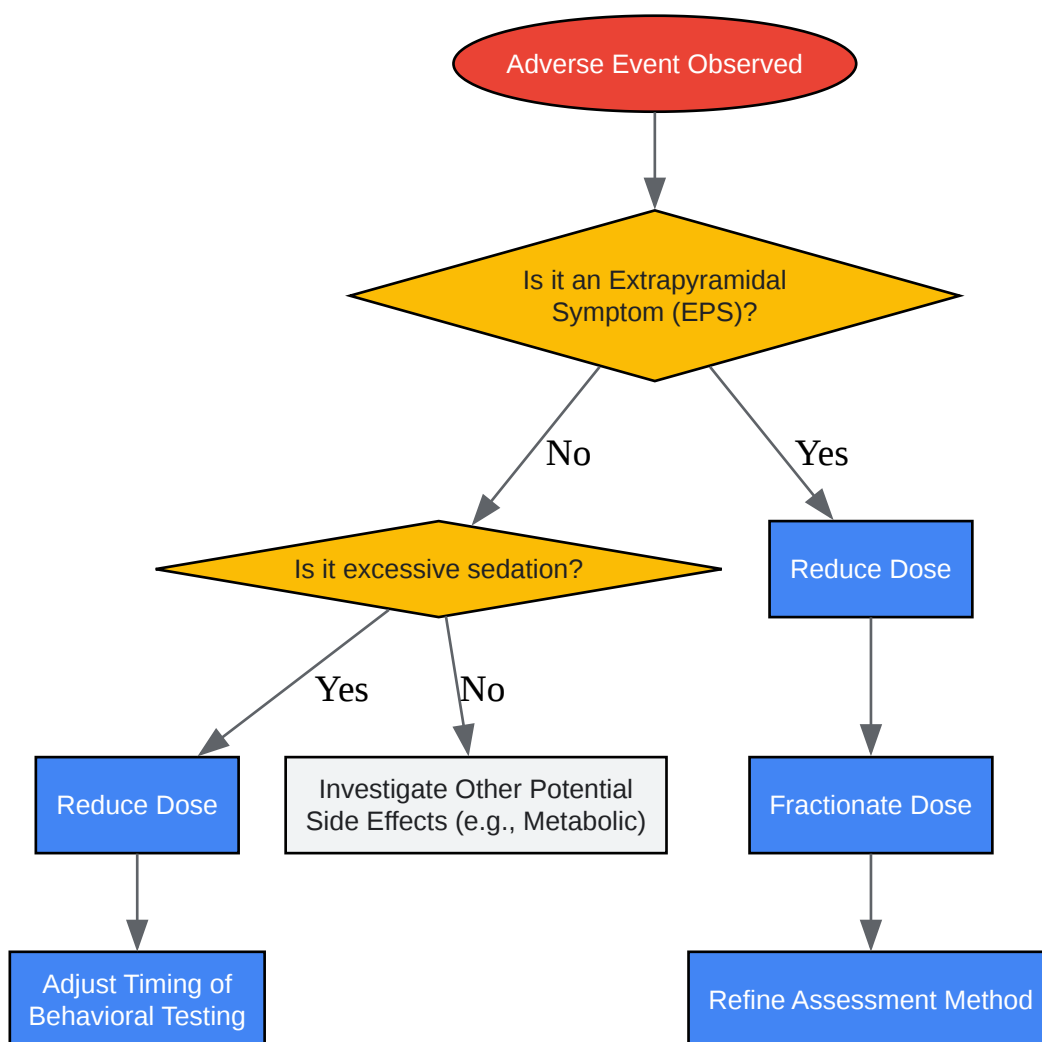 Adverse Event Observed
Is it an Extrapyramidal
Symptom (EPS)?
No
Yes
Is it excessive sedation?
Reduce Dose
Yes
No
Reduce Dose
Investigate Other Potential
Side Effects (e.g., Metabolic)
Fractionate Dose
Adjust Timing of
Behavioral Testing
Refine Assessment Method